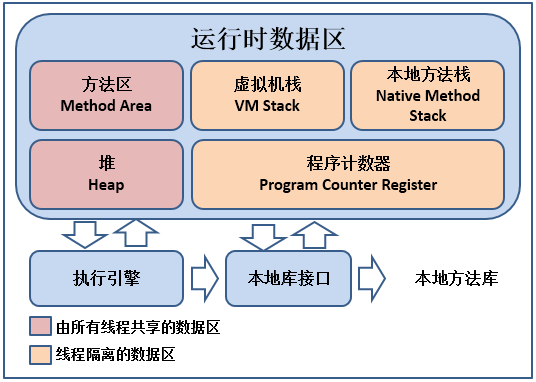 运行时数据区
方法区
Method Area
虚拟机栈
VM Stack
本地方法栈
Native Method
Stack
堆
Heap
程序计数器
Program Counter Register
执行引擎
本地库接口
本地方法库
由所有线程共享的数据区
线程隔离的数据区